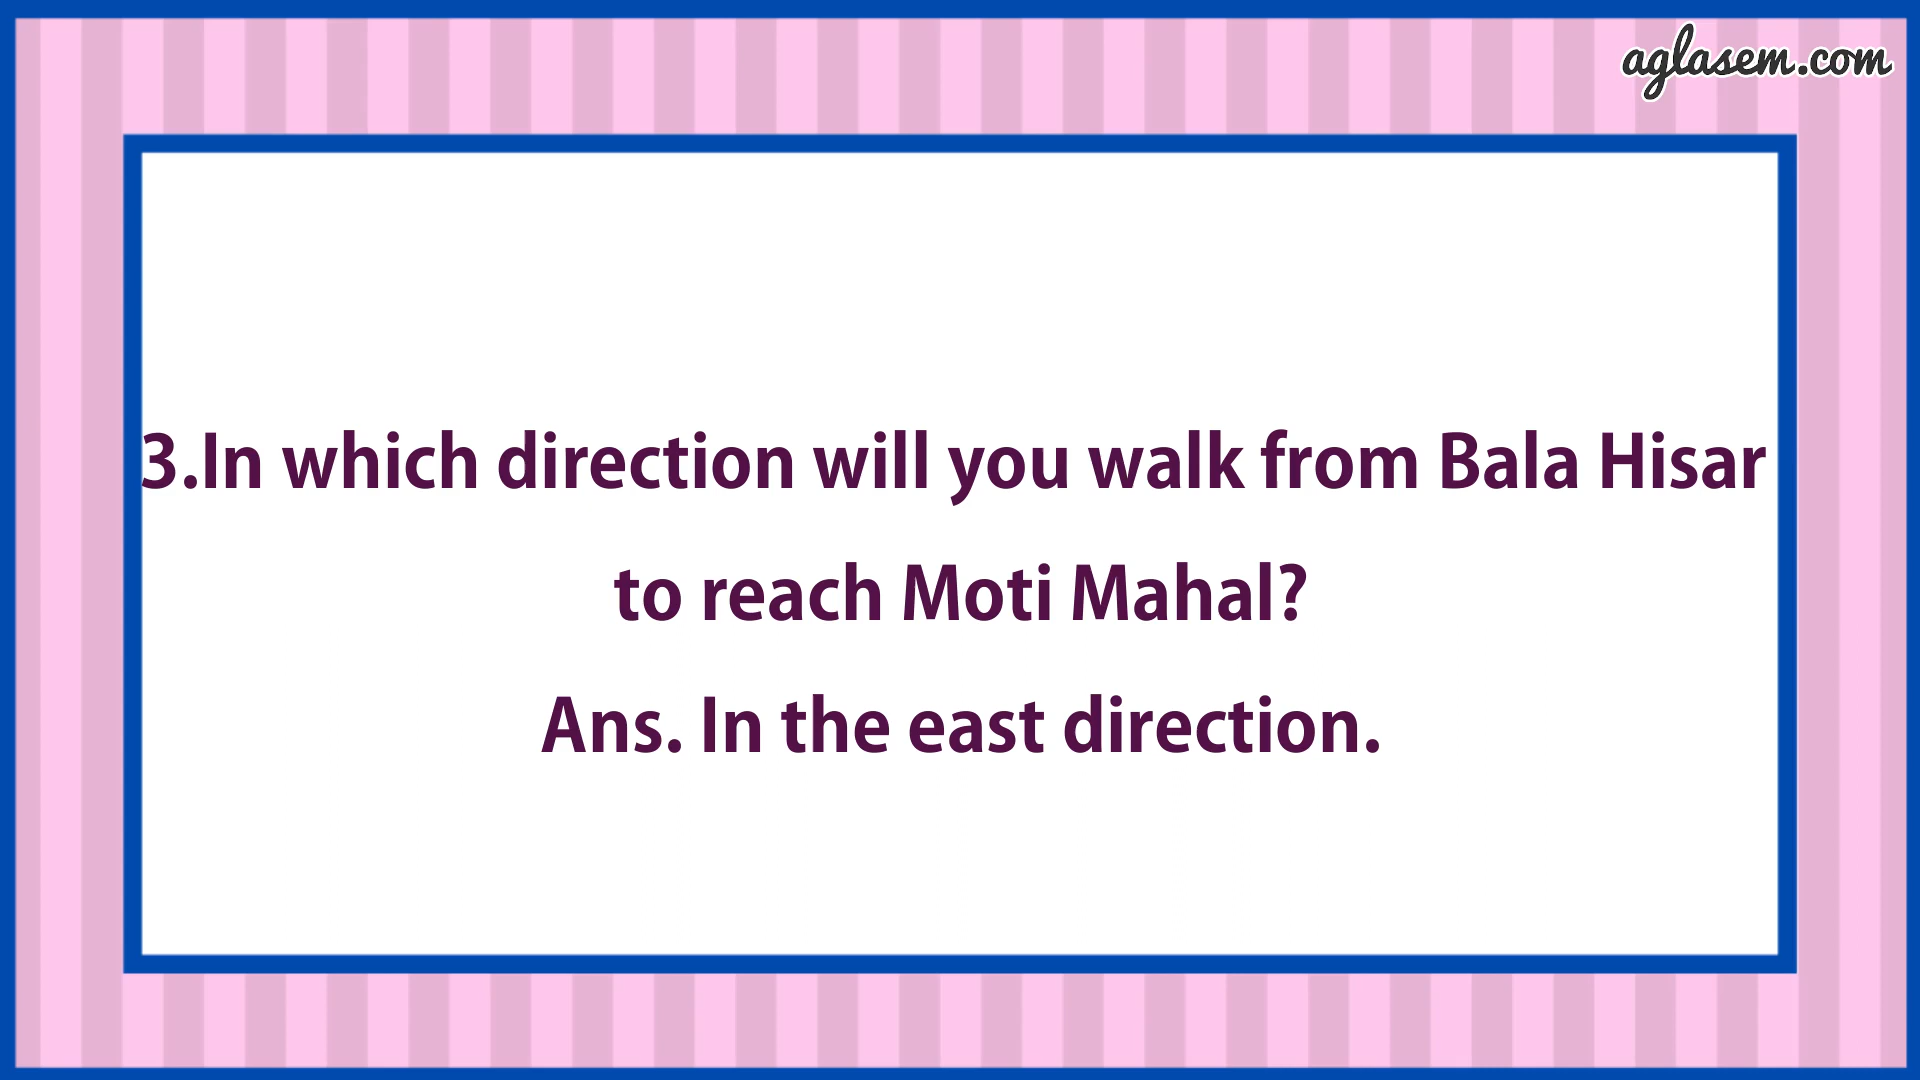 aglasem.com
3.In which direction will you walk from Bala Hisar
to reach Moti Mahal?
Ans. In the east direction.